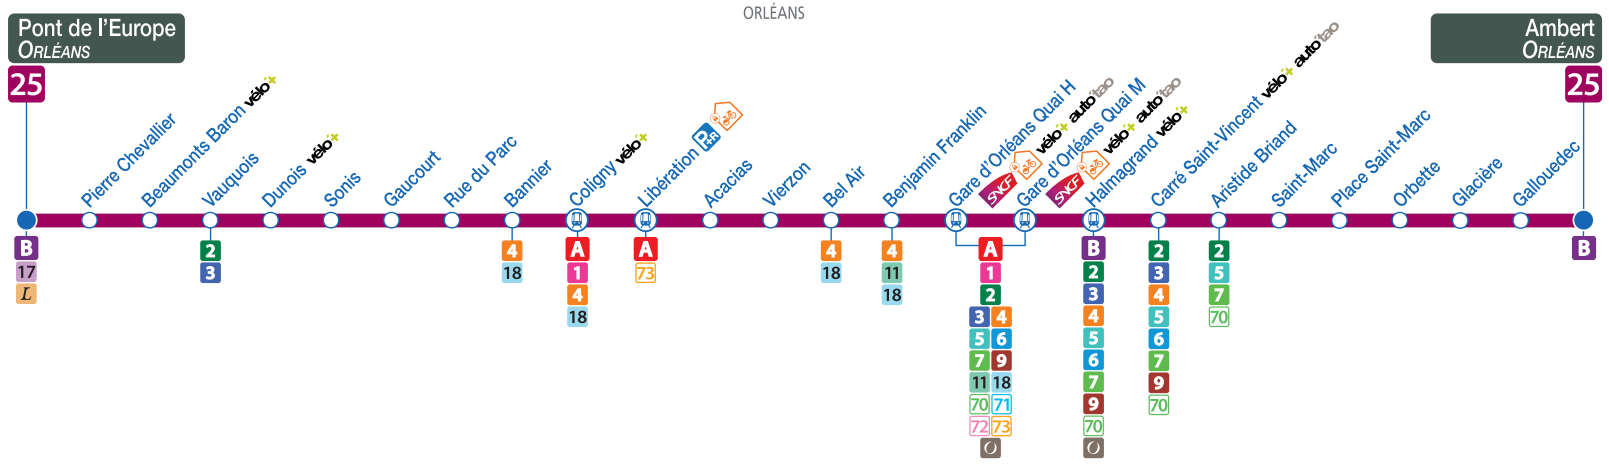 ORLÉANS
Pont de l'Europe
ORLÉANS
25
Ambert
ORLÉANS
25
Pierre Chevallier
Beaumonts Baron vélo+
Vauquois
Dunois vélo+
Sonis
Gaucourt
Rue du Parc
Bannier
Coligny vélo+
Libération P+R
Acacias
Vierzon
Bel Air
Benjamin Franklin
Gare d'Orléans Quai H
SNCF vélo+ auto'tao
Gare d'Orléans Quai M
SNCF vélo+ auto'tao
Halmagrand vélo+
Carré Saint-Vincent vélo+ auto'tao
Aristide Briand
Saint-Marc
Place Saint-Marc
Orbette
Glacière
Gallouedec
B
17
L
2
3
4
18
A
1
4
18
A
73
4
18
4
11
18
A
1
2
3 4
5 6
7 9
11 18
70 71
72 73
O
B
2
3
4
5
6
7
9
70
O
2
3
4
5
6
7
9
70
2
5
7
70
B